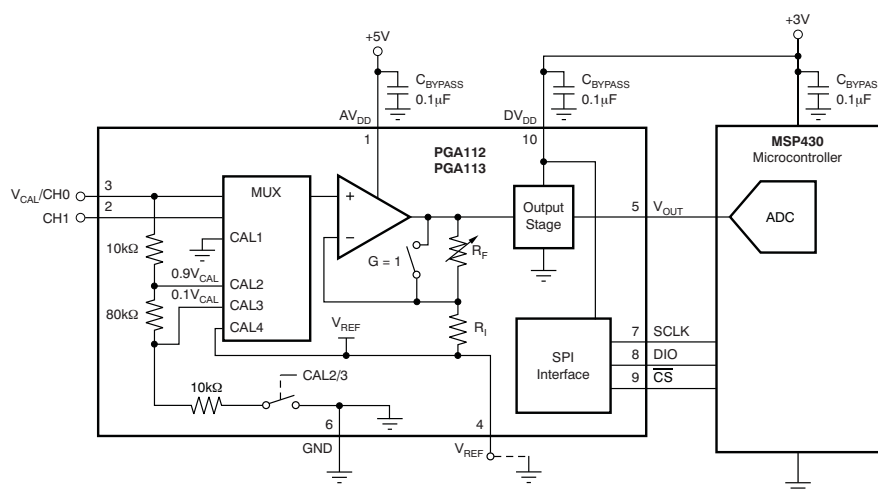 +3V
+5V
C_BYPASS
0.1µF
C_BYPASS
0.1µF
C_BYPASS
0.1µF
AV_DD
DV_DD
1
10
MSP430
Microcontroller
PGA112
PGA113
V_CAL/CH0
3
MUX
CH1
2
+
−
Output
Stage
5
V_OUT
ADC
CAL1
10kΩ
G = 1
R_F
0.9V_CAL
CAL2
0.1V_CAL
CAL3
80kΩ
CAL4
V_REF
R_I
7
SCLK
SPI
Interface
8
DIO
9
CS
CAL2/3
10kΩ
6
4
GND
V_REF